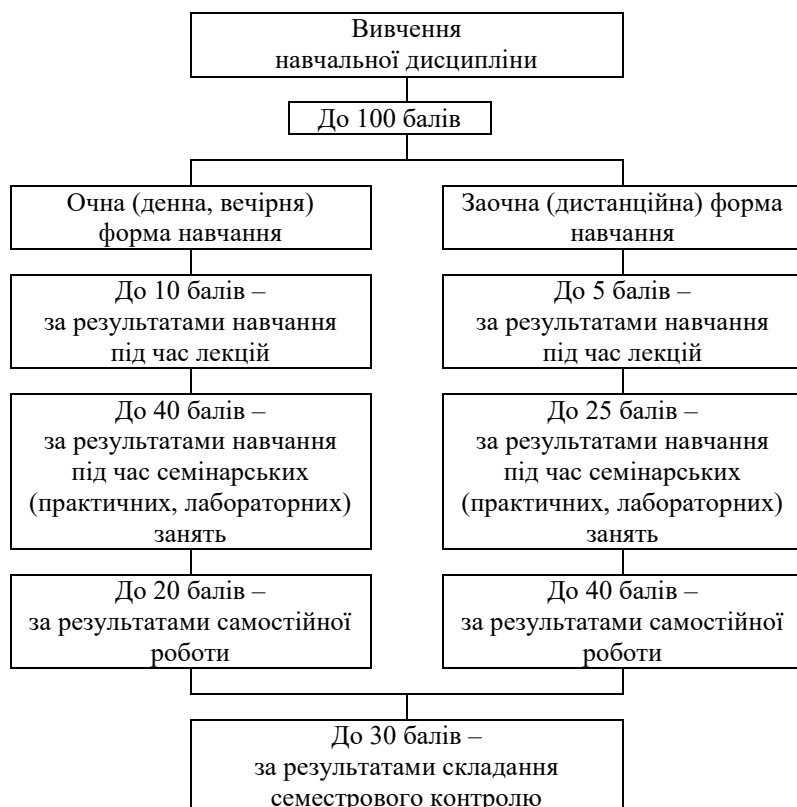 Вивчення
навчальної дисципліни
До 100 балів
Очна (денна, вечірня)
форма навчання
Заочна (дистанційна) форма
навчання
До 10 балів –
за результатами навчання
під час лекцій
До 5 балів –
за результатами навчання
під час лекцій
До 40 балів –
за результатами навчання
під час семінарських
(практичних, лабораторних)
занять
До 25 балів –
за результатами навчання
під час семінарських
(практичних, лабораторних)
занять
До 20 балів –
за результатами самостійної
роботи
До 40 балів –
за результатами самостійної
роботи
До 30 балів –
за результатами складання
семестрового контролю